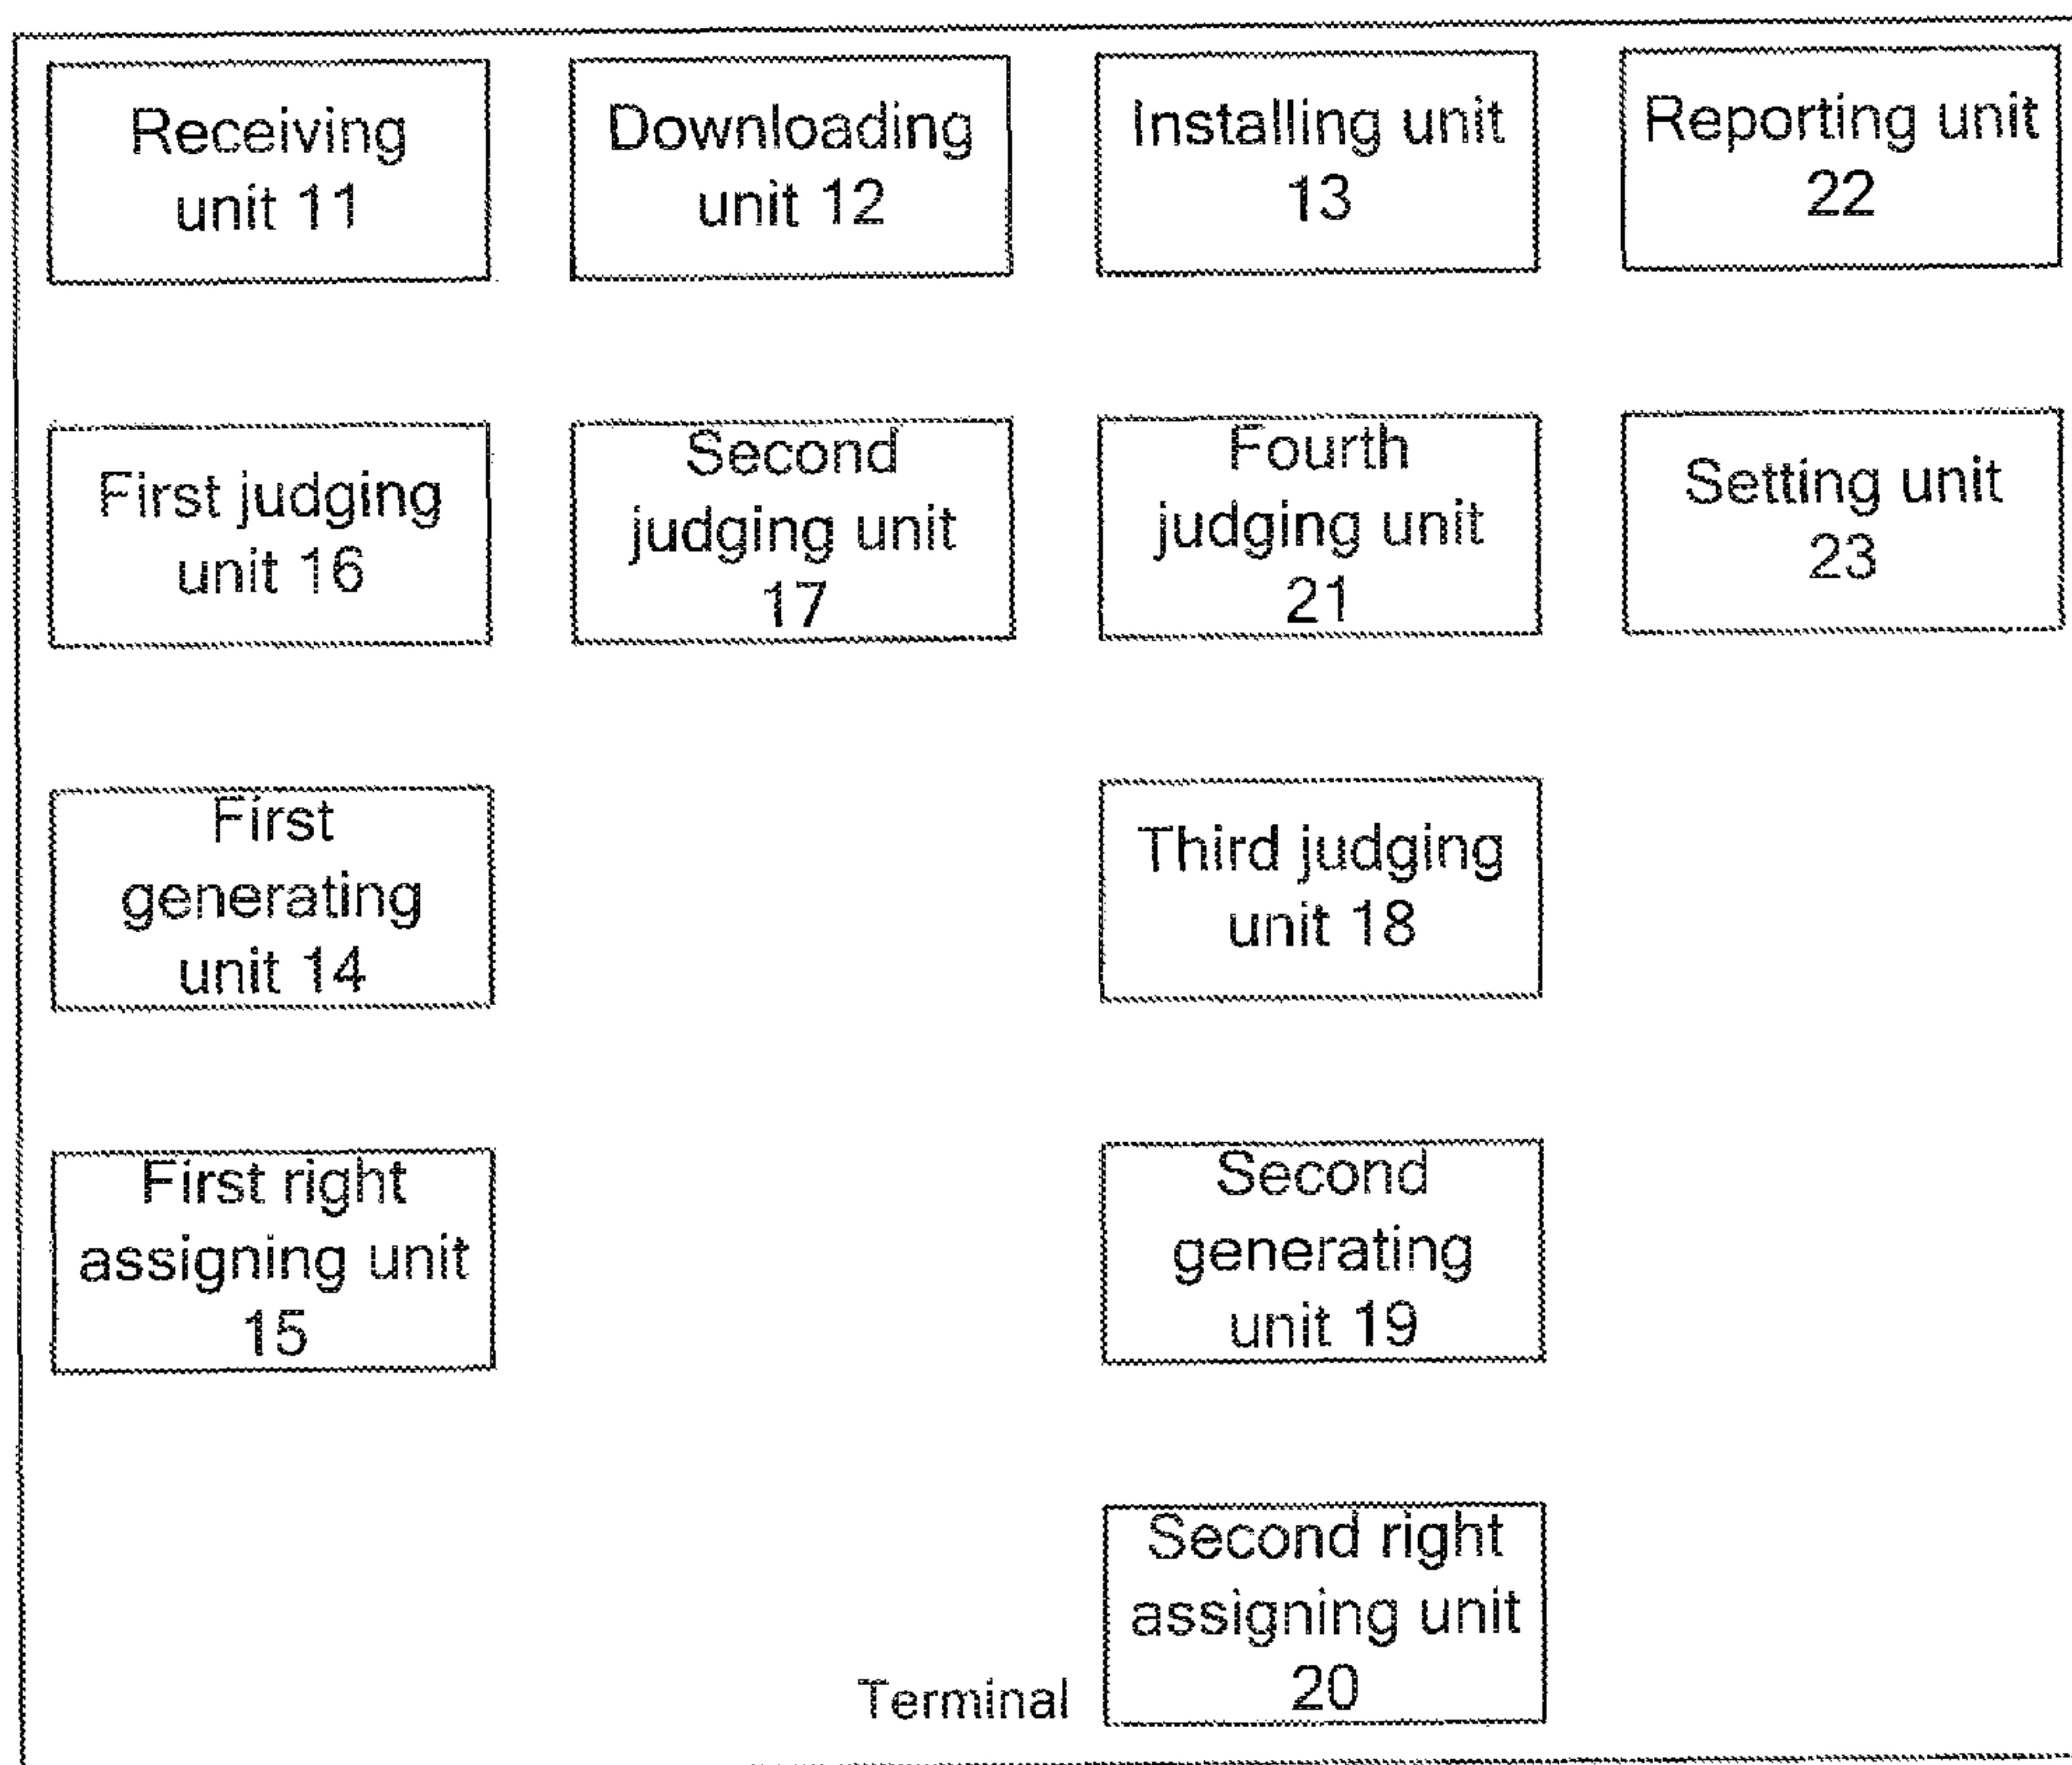 Receiving
unit 11
Downloading
unit 12
Installing unit
13
Reporting unit
22
First judging
unit 16
Second
judging unit
17
Fourth
judging unit
21
Setting unit
23
First
generating
unit 14
Third judging
unit 18
First right
assigning unit
15
Second
generating
unit 19
Second right
assigning unit
20
Terminal